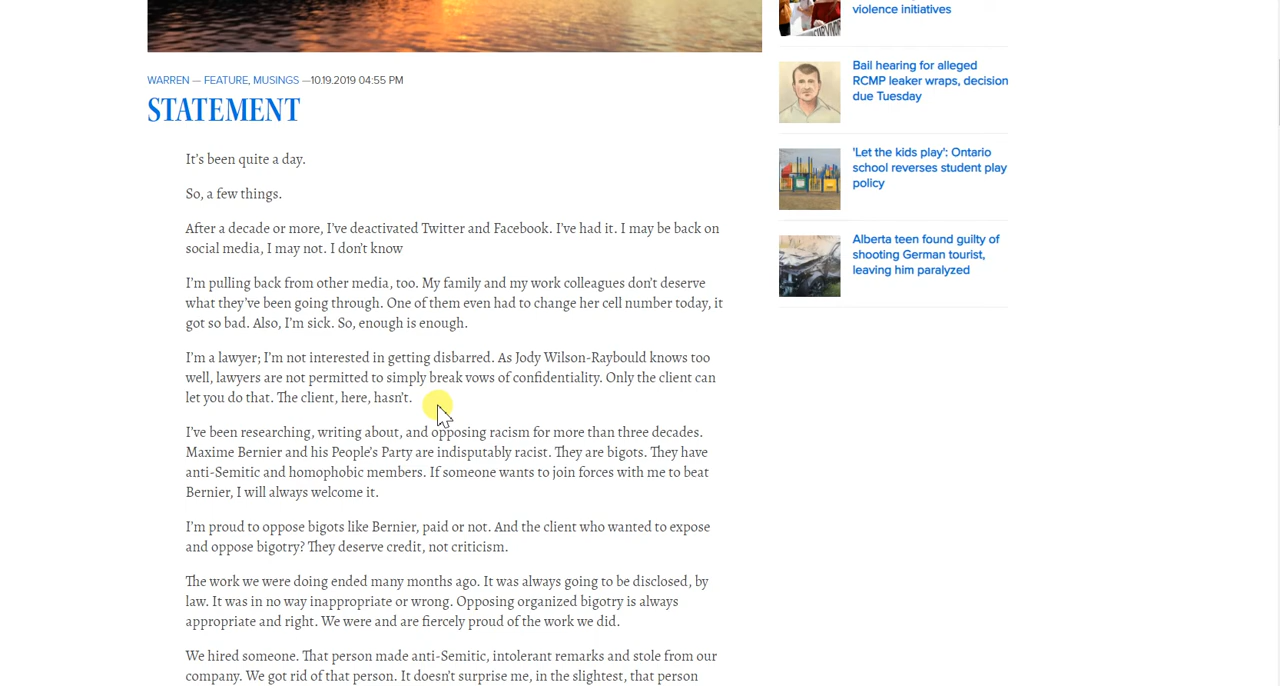 WARREN — FEATURE, MUSINGS —10.19.2019 04:55 PM
STATEMENT
It's been quite a day.
So, a few things.
After a decade or more, I've deactivated Twitter and Facebook. I've had it. I may be back on
social media, I may not. I don't know
I'm pulling back from other media, too. My family and my work colleagues don't deserve
what they've been going through. One of them even had to change her cell number today, it
got so bad. Also, I'm sick. So, enough is enough.
I'm a lawyer; I'm not interested in getting disbarred. As Jody Wilson-Raybould knows too
well, lawyers are not permitted to simply break vows of confidentiality. Only the client can
let you do that. The client, here, hasn't.
I've been researching, writing about, and opposing racism for more than three decades.
Maxime Bernier and his People's Party are indisputably racist. They are bigots. They have
anti-Semitic and homophobic members. If someone wants to join forces with me to beat
Bernier, I will always welcome it.
I'm proud to oppose bigots like Bernier, paid or not. And the client who wanted to expose
and oppose bigotry? They deserve credit, not criticism.
The work we were doing ended many months ago. It was always going to be disclosed, by
law. It was in no way inappropriate or wrong. Opposing organized bigotry is always
appropriate and right. We were and are fiercely proud of the work we did.
We hired someone. That person made anti-Semitic, intolerant remarks and stole from our
company. We got rid of that person. It doesn't surprise me, in the slightest, that person
violence initiatives
Bail hearing for alleged
RCMP leaker wraps, decision
due Tuesday
'Let the kids play': Ontario
school reverses student play
policy
Alberta teen found guilty of
shooting German tourist,
leaving him paralyzed